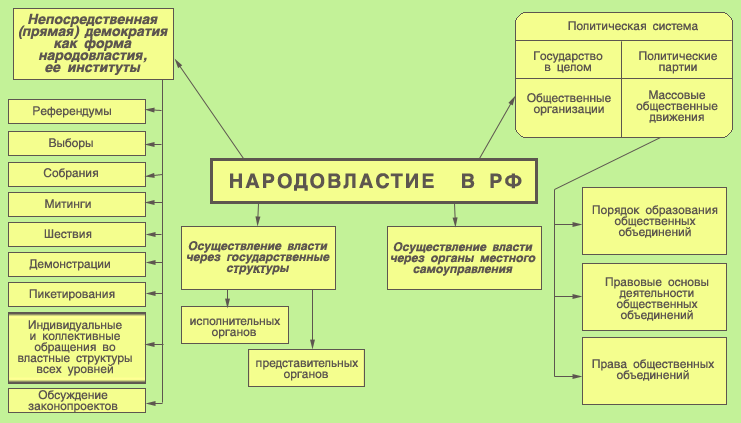 Непосредственная
(прямая) демократия
как форма
народовластия,
ее институты
Референдумы
Выборы
Собрания
Митинги
Шествия
Демонстрации
Пикетирования
Индивидуальные
и коллективные
обращения во
властные структуры
всех уровней
Обсуждение
законопроектов
НАРОДОВЛАСТИЕ В РФ
Осуществление власти
через государственные
структуры
исполнительных
органов
представительных
органов
Осуществление власти
через органы местного
самоуправления
Политическая система
Государство
в целом
Политические
партии
Общественные
организации
Массовые
общественные
движения
Порядок образования
общественных
объединений
Правовые основы
деятельности
общественных
объединений
Права общественных
объединений